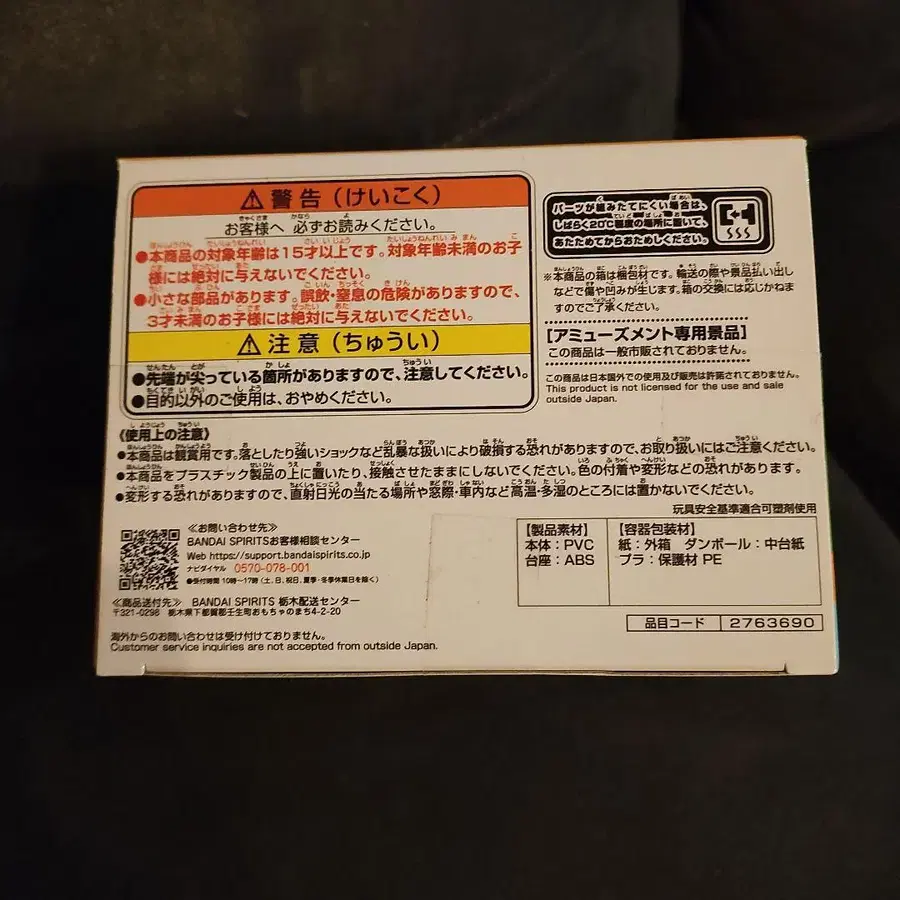 ⚠警告（けいこく）
お客様へ 必ずお読みください。
●本商品の対象年齢は15才以上です。対象年齢未満のお子
様には絶対に与えないでください。
●小さな部品があります。誤飲・窒息の危険がありますので、
3才未満のお子様には絶対に与えないでください。
⚠注意（ちゅうい）
●先端が尖っている箇所がありますので、注意してください。
●目的以外のご使用は、おやめください。
パーツが組みたてにくい場合は、
しばらく20℃程度の場所に置いて、
あたためてからおためしください。
※本商品の箱は梱包材です。輸送の際や景品払い出し
などで傷や凹みが生じます。箱の交換には応じかねま
すのでご了承ください。
【アミューズメント専用景品】
この商品は一般市販されておりません。
この商品は日本国外での使用及び販売は許諾されておりません。
This product is not licensed for the use and sale
outside Japan.
《使用上の注意》
●本商品は観賞用です。落としたり強いショックなど乱暴な扱いにより破損する恐れがありますので、お取り扱いにはご注意ください。
●本商品をプラスチック製品の上に置いたり、接触させたままにしないでください。色の付着や変形などの恐れがあります。
●変形する恐れがありますので、直射日光の当たる場所や窓際・車内など高温・多湿のところには置かないでください。
玩具安全基準適合可塑剤使用
≪お問い合わせ先≫
BANDAI SPIRITSお客様相談センター
Web https://support.bandaispirits.co.jp
ナビダイヤル 0570-078-001
●受付時間 10時～17時（土、日、祝日、夏季・冬季休業日を除く）
≪商品送付先≫ BANDAI SPIRITS 栃木配送センター
〒321-0298 栃木県下都賀郡壬生町おもちゃのまち4-2-20
【製品素材】
本体：PVC
台座：ABS
【容器包装材】
紙：外箱 ダンボール：中台紙
プラ：保護材 PE
品目コード 2763690
海外からのお問い合わせは受け付けておりません。
Customer service inquiries are not accepted from outside Japan.